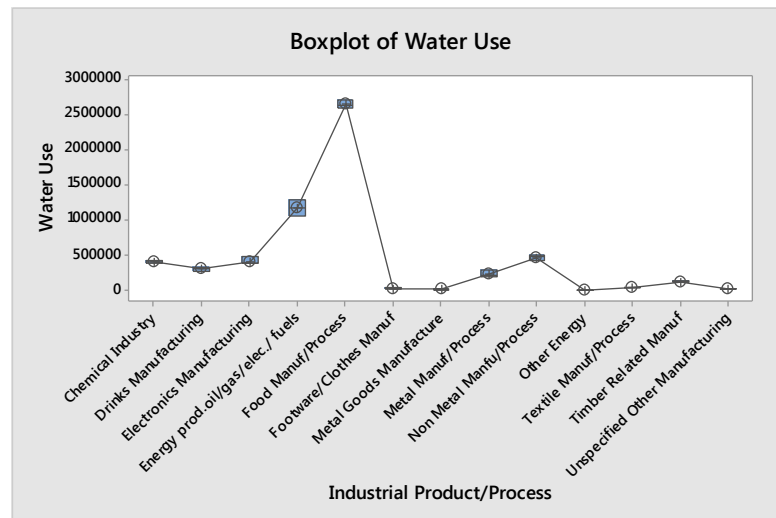 Boxplot of Water Use
3000000
2500000
2000000
1500000
1000000
500000
0
Water Use
Chemical Industry
Drinks Manufacturing
Electronics Manufacturing
Energy prod.oil/gas/elec./ fuels
Food Manuf/Process
Footware/Clothes Manuf
Metal Goods Manufacture
Metal Manuf/Process
Non Metal Manfu/Process
Other Energy
Textile Manuf/Process
Timber Related Manuf
Unspecified Other Manufacturing
Industrial Product/Process